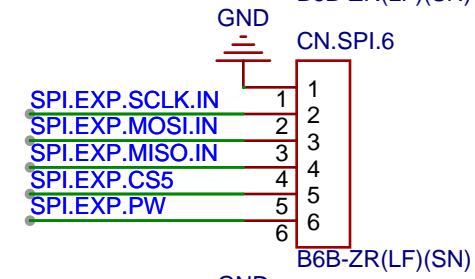 GND
CN.SPI.6
1 1
SPI.EXP.SCLK.IN 2 2
SPI.EXP.MOSI.IN 3 3
SPI.EXP.MISO.IN 4 4
SPI.EXP.CS5 5 5
SPI.EXP.PW 6 6
B6B-ZR(LF)(SN)